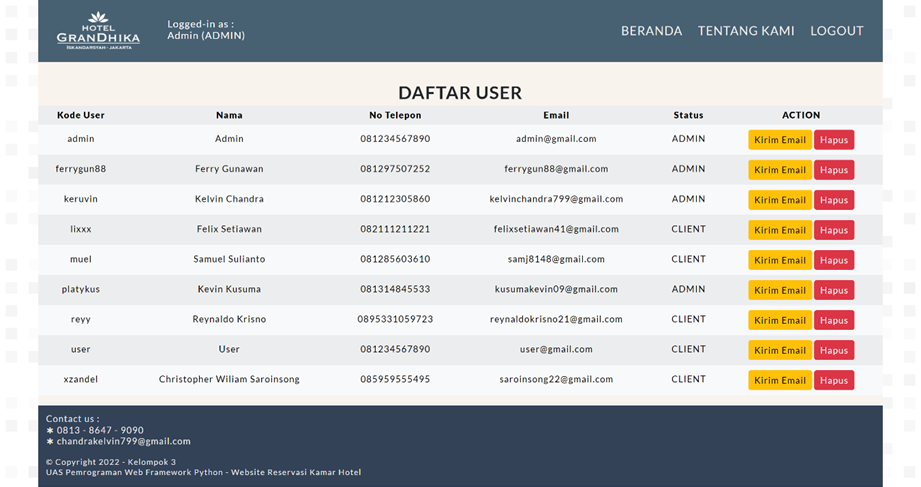 HOTEL
GRANDHIKA
ISKANDARSYAH - JAKARTA
Logged-in as :
Admin (ADMIN)
BERANDA TENTANG KAMI LOGOUT
DAFTAR USER
Kode User Nama No Telepon Email Status ACTION
admin Admin 081234567890 admin@gmail.com ADMIN Kirim Email Hapus
ferrygun88 Ferry Gunawan 081297507252 ferrygun88@gmail.com ADMIN Kirim Email Hapus
keruvin Kelvin Chandra 081212305860 kelvinchandra799@gmail.com ADMIN Kirim Email Hapus
lixxx Felix Setiawan 082111211221 felixsetiawan41@gmail.com CLIENT Kirim Email Hapus
muel Samuel Sulianto 081285603610 samj8148@gmail.com CLIENT Kirim Email Hapus
platykus Kevin Kusuma 081314845533 kusumakevin09@gmail.com ADMIN Kirim Email Hapus
reyy Reynaldo Krisno 0895331059723 reynaldokrisno21@gmail.com CLIENT Kirim Email Hapus
user User 081234567890 user@gmail.com CLIENT Kirim Email Hapus
xzandel Christopher Wiliam Saroinsong 085959555495 saroinsong22@gmail.com CLIENT Kirim Email Hapus
Contact us :
✱ 0813 - 8647 - 9090
✱ chandrakelvin799@gmail.com
© Copyright 2022 - Kelompok 3
UAS Pemrograman Web Framework Python - Website Reservasi Kamar Hotel